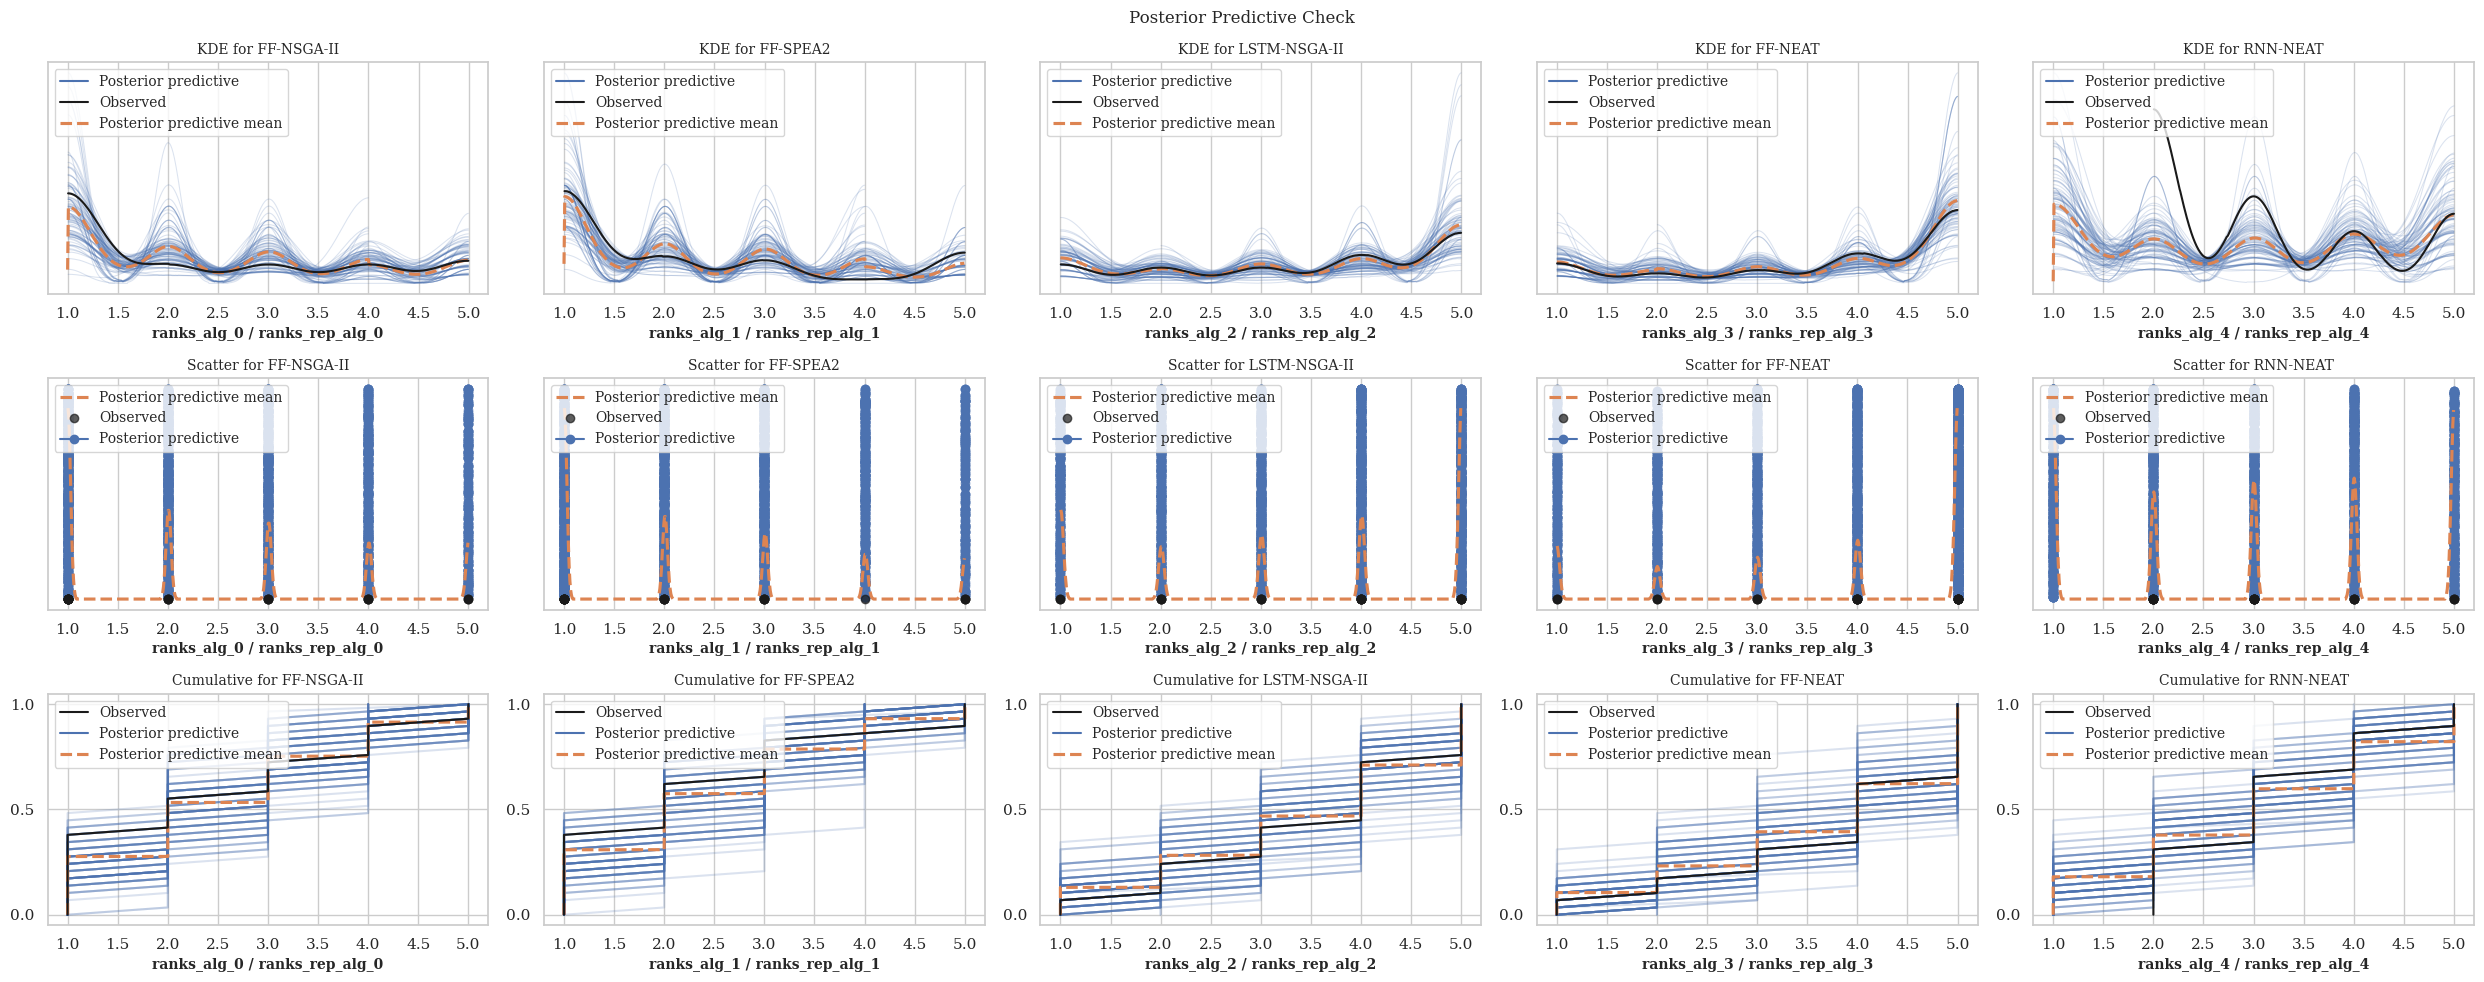 Posterior Predictive Check
KDE for FF-NSGA-II
Posterior predictive
Observed
Posterior predictive mean
1.0 1.5 2.0 2.5 3.0 3.5 4.0 4.5 5.0
ranks_alg_0 / ranks_rep_alg_0
KDE for FF-SPEA2
Posterior predictive
Observed
Posterior predictive mean
1.0 1.5 2.0 2.5 3.0 3.5 4.0 4.5 5.0
ranks_alg_1 / ranks_rep_alg_1
KDE for LSTM-NSGA-II
Posterior predictive
Observed
Posterior predictive mean
1.0 1.5 2.0 2.5 3.0 3.5 4.0 4.5 5.0
ranks_alg_2 / ranks_rep_alg_2
KDE for FF-NEAT
Posterior predictive
Observed
Posterior predictive mean
1.0 1.5 2.0 2.5 3.0 3.5 4.0 4.5 5.0
ranks_alg_3 / ranks_rep_alg_3
KDE for RNN-NEAT
Posterior predictive
Observed
Posterior predictive mean
1.0 1.5 2.0 2.5 3.0 3.5 4.0 4.5 5.0
ranks_alg_4 / ranks_rep_alg_4
Scatter for FF-NSGA-II
Posterior predictive mean
Observed
Posterior predictive
1.0 1.5 2.0 2.5 3.0 3.5 4.0 4.5 5.0
ranks_alg_0 / ranks_rep_alg_0
Scatter for FF-SPEA2
Posterior predictive mean
Observed
Posterior predictive
1.0 1.5 2.0 2.5 3.0 3.5 4.0 4.5 5.0
ranks_alg_1 / ranks_rep_alg_1
Scatter for LSTM-NSGA-II
Posterior predictive mean
Observed
Posterior predictive
1.0 1.5 2.0 2.5 3.0 3.5 4.0 4.5 5.0
ranks_alg_2 / ranks_rep_alg_2
Scatter for FF-NEAT
Posterior predictive mean
Observed
Posterior predictive
1.0 1.5 2.0 2.5 3.0 3.5 4.0 4.5 5.0
ranks_alg_3 / ranks_rep_alg_3
Scatter for RNN-NEAT
Posterior predictive mean
Observed
Posterior predictive
1.0 1.5 2.0 2.5 3.0 3.5 4.0 4.5 5.0
ranks_alg_4 / ranks_rep_alg_4
Cumulative for FF-NSGA-II
1.0
0.5
0.0
Observed
Posterior predictive
Posterior predictive mean
1.0 1.5 2.0 2.5 3.0 3.5 4.0 4.5 5.0
ranks_alg_0 / ranks_rep_alg_0
Cumulative for FF-SPEA2
1.0
0.5
0.0
Observed
Posterior predictive
Posterior predictive mean
1.0 1.5 2.0 2.5 3.0 3.5 4.0 4.5 5.0
ranks_alg_1 / ranks_rep_alg_1
Cumulative for LSTM-NSGA-II
1.0
0.5
0.0
Observed
Posterior predictive
Posterior predictive mean
1.0 1.5 2.0 2.5 3.0 3.5 4.0 4.5 5.0
ranks_alg_2 / ranks_rep_alg_2
Cumulative for FF-NEAT
1.0
0.5
0.0
Observed
Posterior predictive
Posterior predictive mean
1.0 1.5 2.0 2.5 3.0 3.5 4.0 4.5 5.0
ranks_alg_3 / ranks_rep_alg_3
Cumulative for RNN-NEAT
1.0
0.5
0.0
Observed
Posterior predictive
Posterior predictive mean
1.0 1.5 2.0 2.5 3.0 3.5 4.0 4.5 5.0
ranks_alg_4 / ranks_rep_alg_4